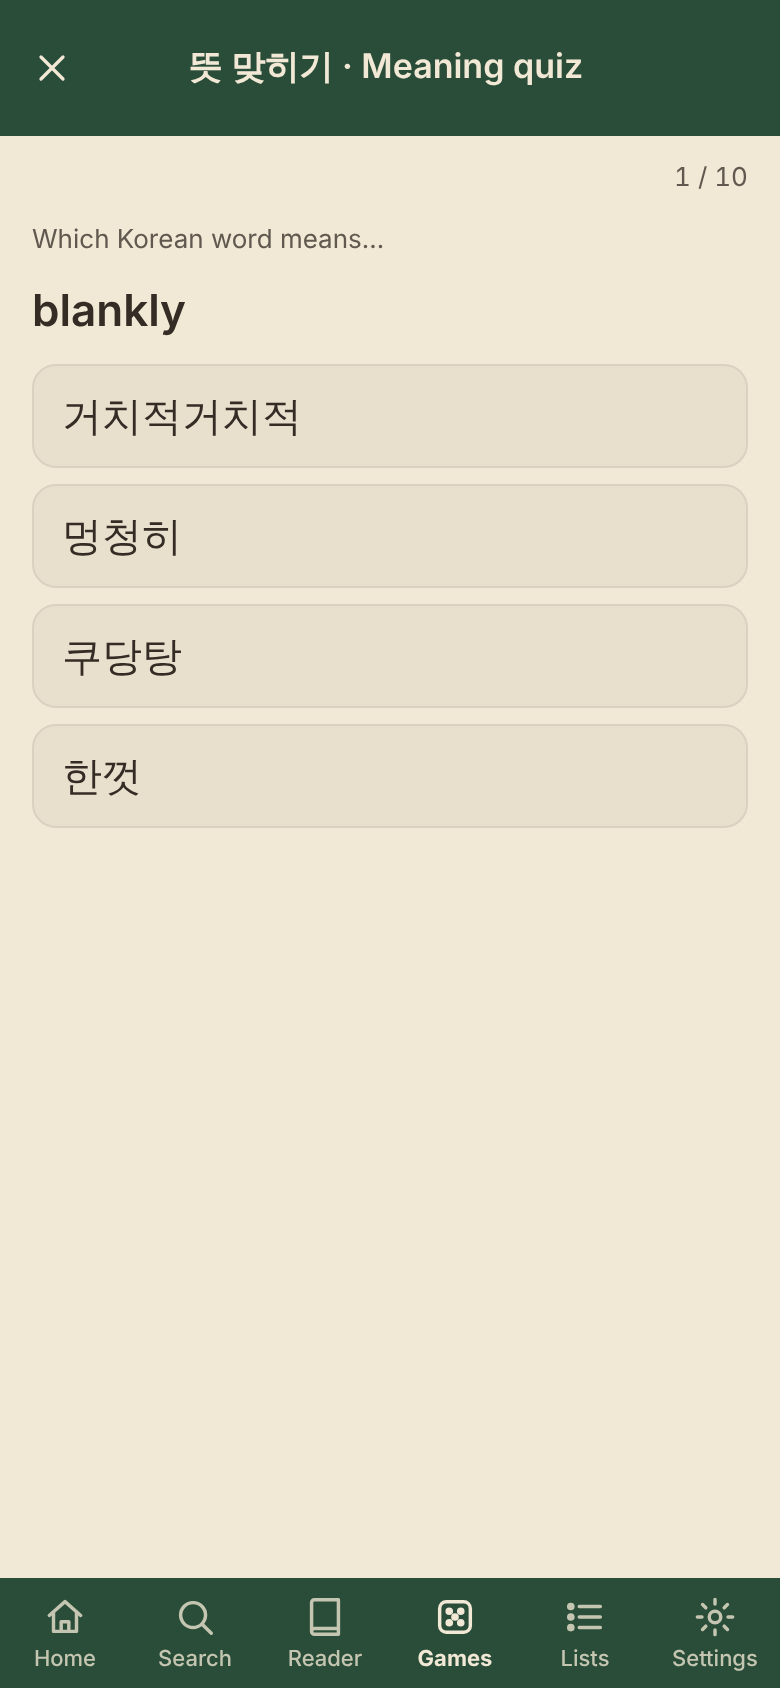 뜻 맞히기 · Meaning quiz
1 / 10
Which Korean word means...
blankly
거치적거치적
멍청히
쿠당탕
한껏
Home
Search
Reader
Games
Lists
Settings